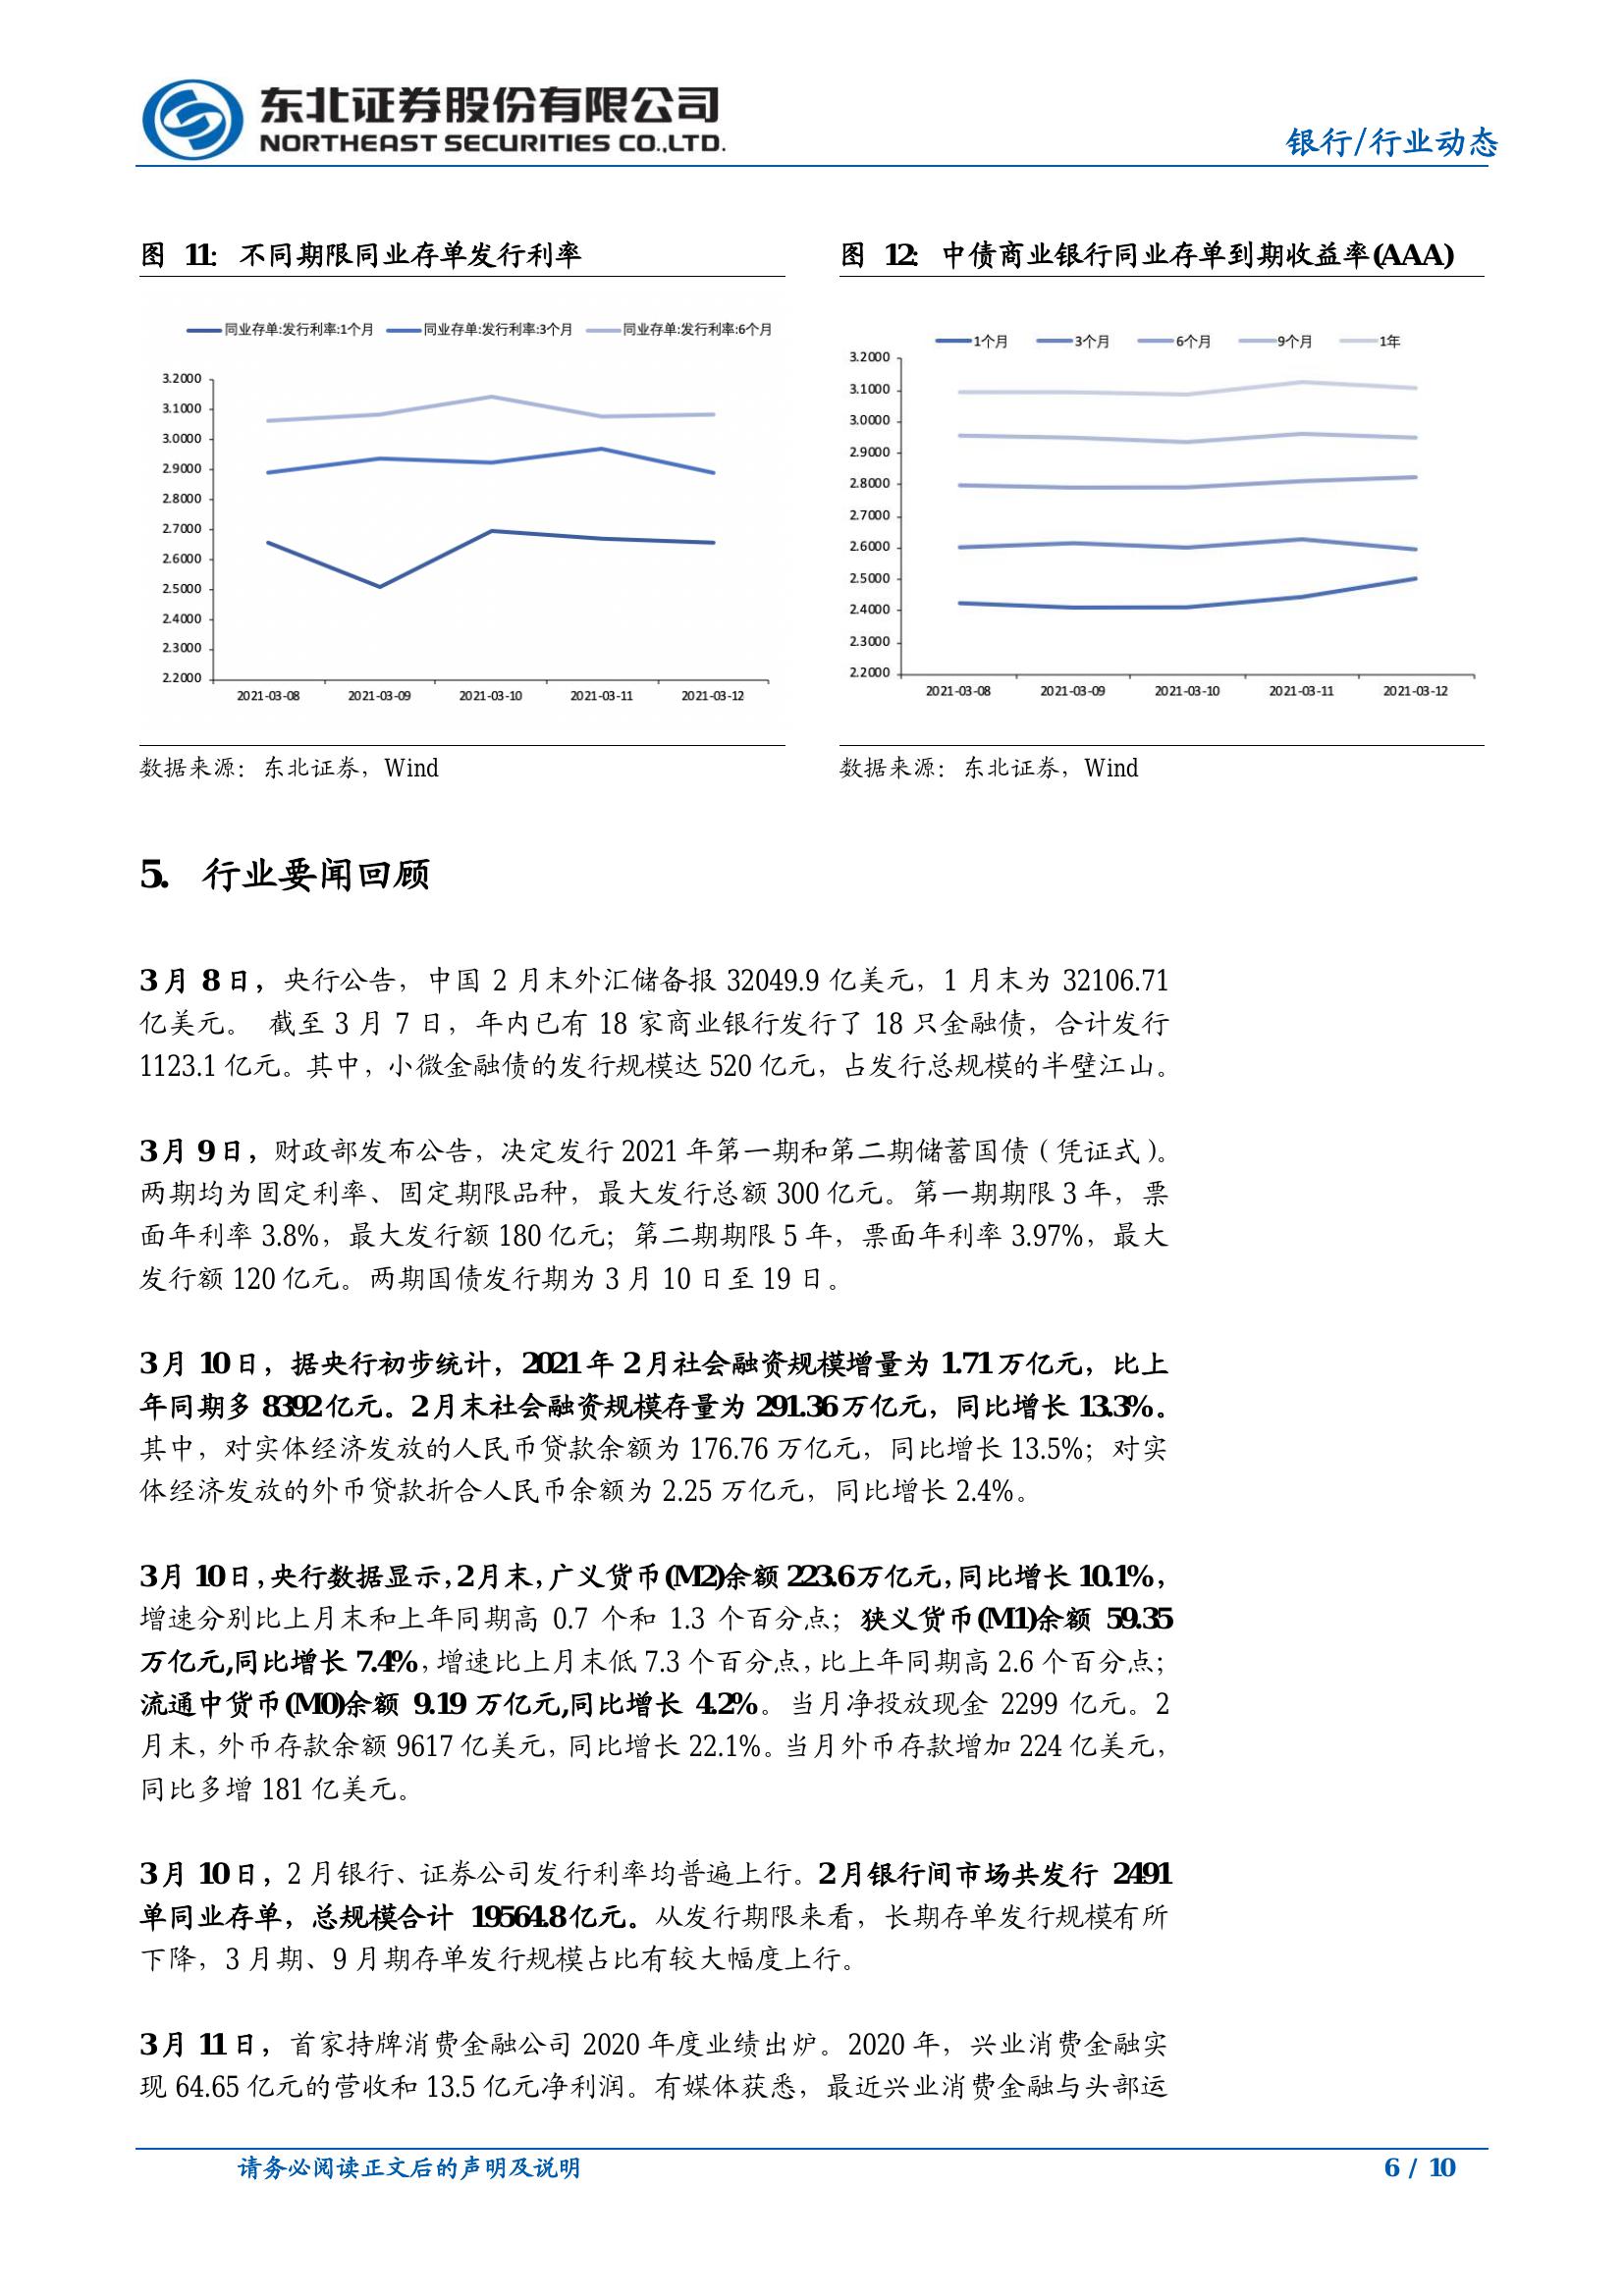 东北证券股份有限公司
NORTHEAST SECURITIES CO.,LTD.
银行/行业动态
图 11: 不同期限同业存单发行利率
同业存单:发行利率:1个月 同业存单:发行利率:3个月 同业存单:发行利率:6个月
3.2000
3.1000
3.0000
2.9000
2.8000
2.7000
2.6000
2.5000
2.4000
2.3000
2.2000
2021-03-08 2021-03-09 2021-03-10 2021-03-11 2021-03-12
数据来源：东北证券，Wind
图 12: 中债商业银行同业存单到期收益率(AAA)
1个月 3个月 6个月 9个月 1年
3.2000
3.1000
3.0000
2.9000
2.8000
2.7000
2.6000
2.5000
2.4000
2.3000
2.2000
2021-03-08 2021-03-09 2021-03-10 2021-03-11 2021-03-12
数据来源：东北证券，Wind
5. 行业要闻回顾
3 月 8 日，央行公告，中国 2 月末外汇储备报 32049.9 亿美元，1 月末为 32106.71
亿美元。 截至 3 月 7 日，年内已有 18 家商业银行发行了 18 只金融债，合计发行
1123.1 亿元。其中，小微金融债的发行规模达 520 亿元，占发行总规模的半壁江山。
3 月 9 日，财政部发布公告，决定发行 2021 年第一期和第二期储蓄国债（凭证式）。
两期均为固定利率、固定期限品种，最大发行总额 300 亿元。第一期期限 3 年，票
面年利率 3.8%，最大发行额 180 亿元；第二期期限 5 年，票面年利率 3.97%，最大
发行额 120 亿元。两期国债发行期为 3 月 10 日至 19 日。
3 月 10 日，据央行初步统计，2021 年 2 月社会融资规模增量为 1.71 万亿元，比上
年同期多 8392 亿元。2 月末社会融资规模存量为 291.36 万亿元，同比增长 13.3%。
其中，对实体经济发放的人民币贷款余额为 176.76 万亿元，同比增长 13.5%；对实
体经济发放的外币贷款折合人民币余额为 2.25 万亿元，同比增长 2.4%。
3 月 10 日，央行数据显示，2 月末，广义货币(M2)余额 223.6 万亿元，同比增长 10.1%，
增速分别比上月末和上年同期高 0.7 个和 1.3 个百分点；狭义货币(M1)余额 59.35
万亿元,同比增长 7.4%，增速比上月末低 7.3 个百分点，比上年同期高 2.6 个百分点；
流通中货币(M0)余额 9.19 万亿元,同比增长 4.2%。当月净投放现金 2299 亿元。2
月末，外币存款余额 9617 亿美元，同比增长 22.1%。当月外币存款增加 224 亿美元，
同比多增 181 亿美元。
3 月 10 日，2 月银行、证券公司发行利率均普遍上行。2 月银行间市场共发行 2491
单同业存单，总规模合计 19564.8 亿元。从发行期限来看，长期存单发行规模有所
下降，3 月期、9 月期存单发行规模占比有较大幅度上行。
3 月 11 日，首家持牌消费金融公司 2020 年度业绩出炉。2020 年，兴业消费金融实
现 64.65 亿元的营收和 13.5 亿元净利润。有媒体获悉，最近兴业消费金融与头部运
请务必阅读正文后的声明及说明
6 / 10